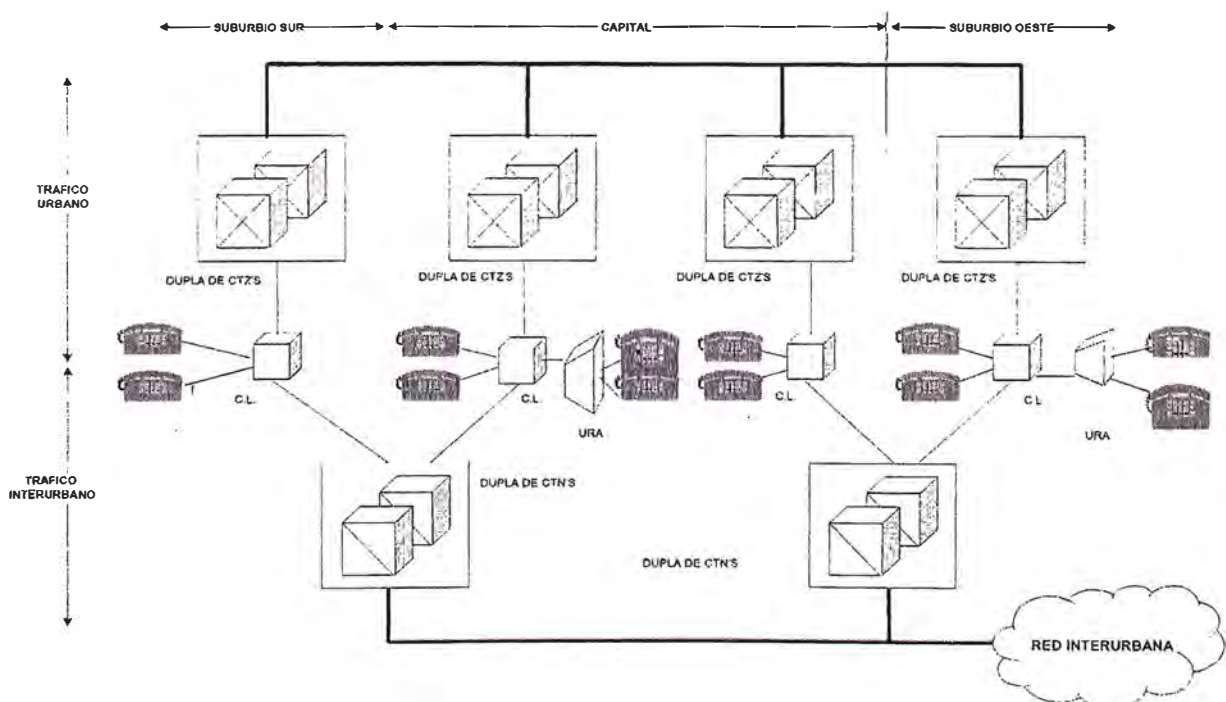 SUBURBIO SUR
CAPITAL
SUBURBIO OESTE
TRAFICO
URBANO
DUPLA DE CTZ'S
DUPLA DE CTZ'S
DUPLA DE CTZ'S
DUPLA DE CTZ'S
C.L.
C.L.
URA
C.L.
C.L
URA
TRAFICO
INTERURBANO
DUPLA DE CTN'S
DUPLA DE CTN'S
RED INTERURBANA